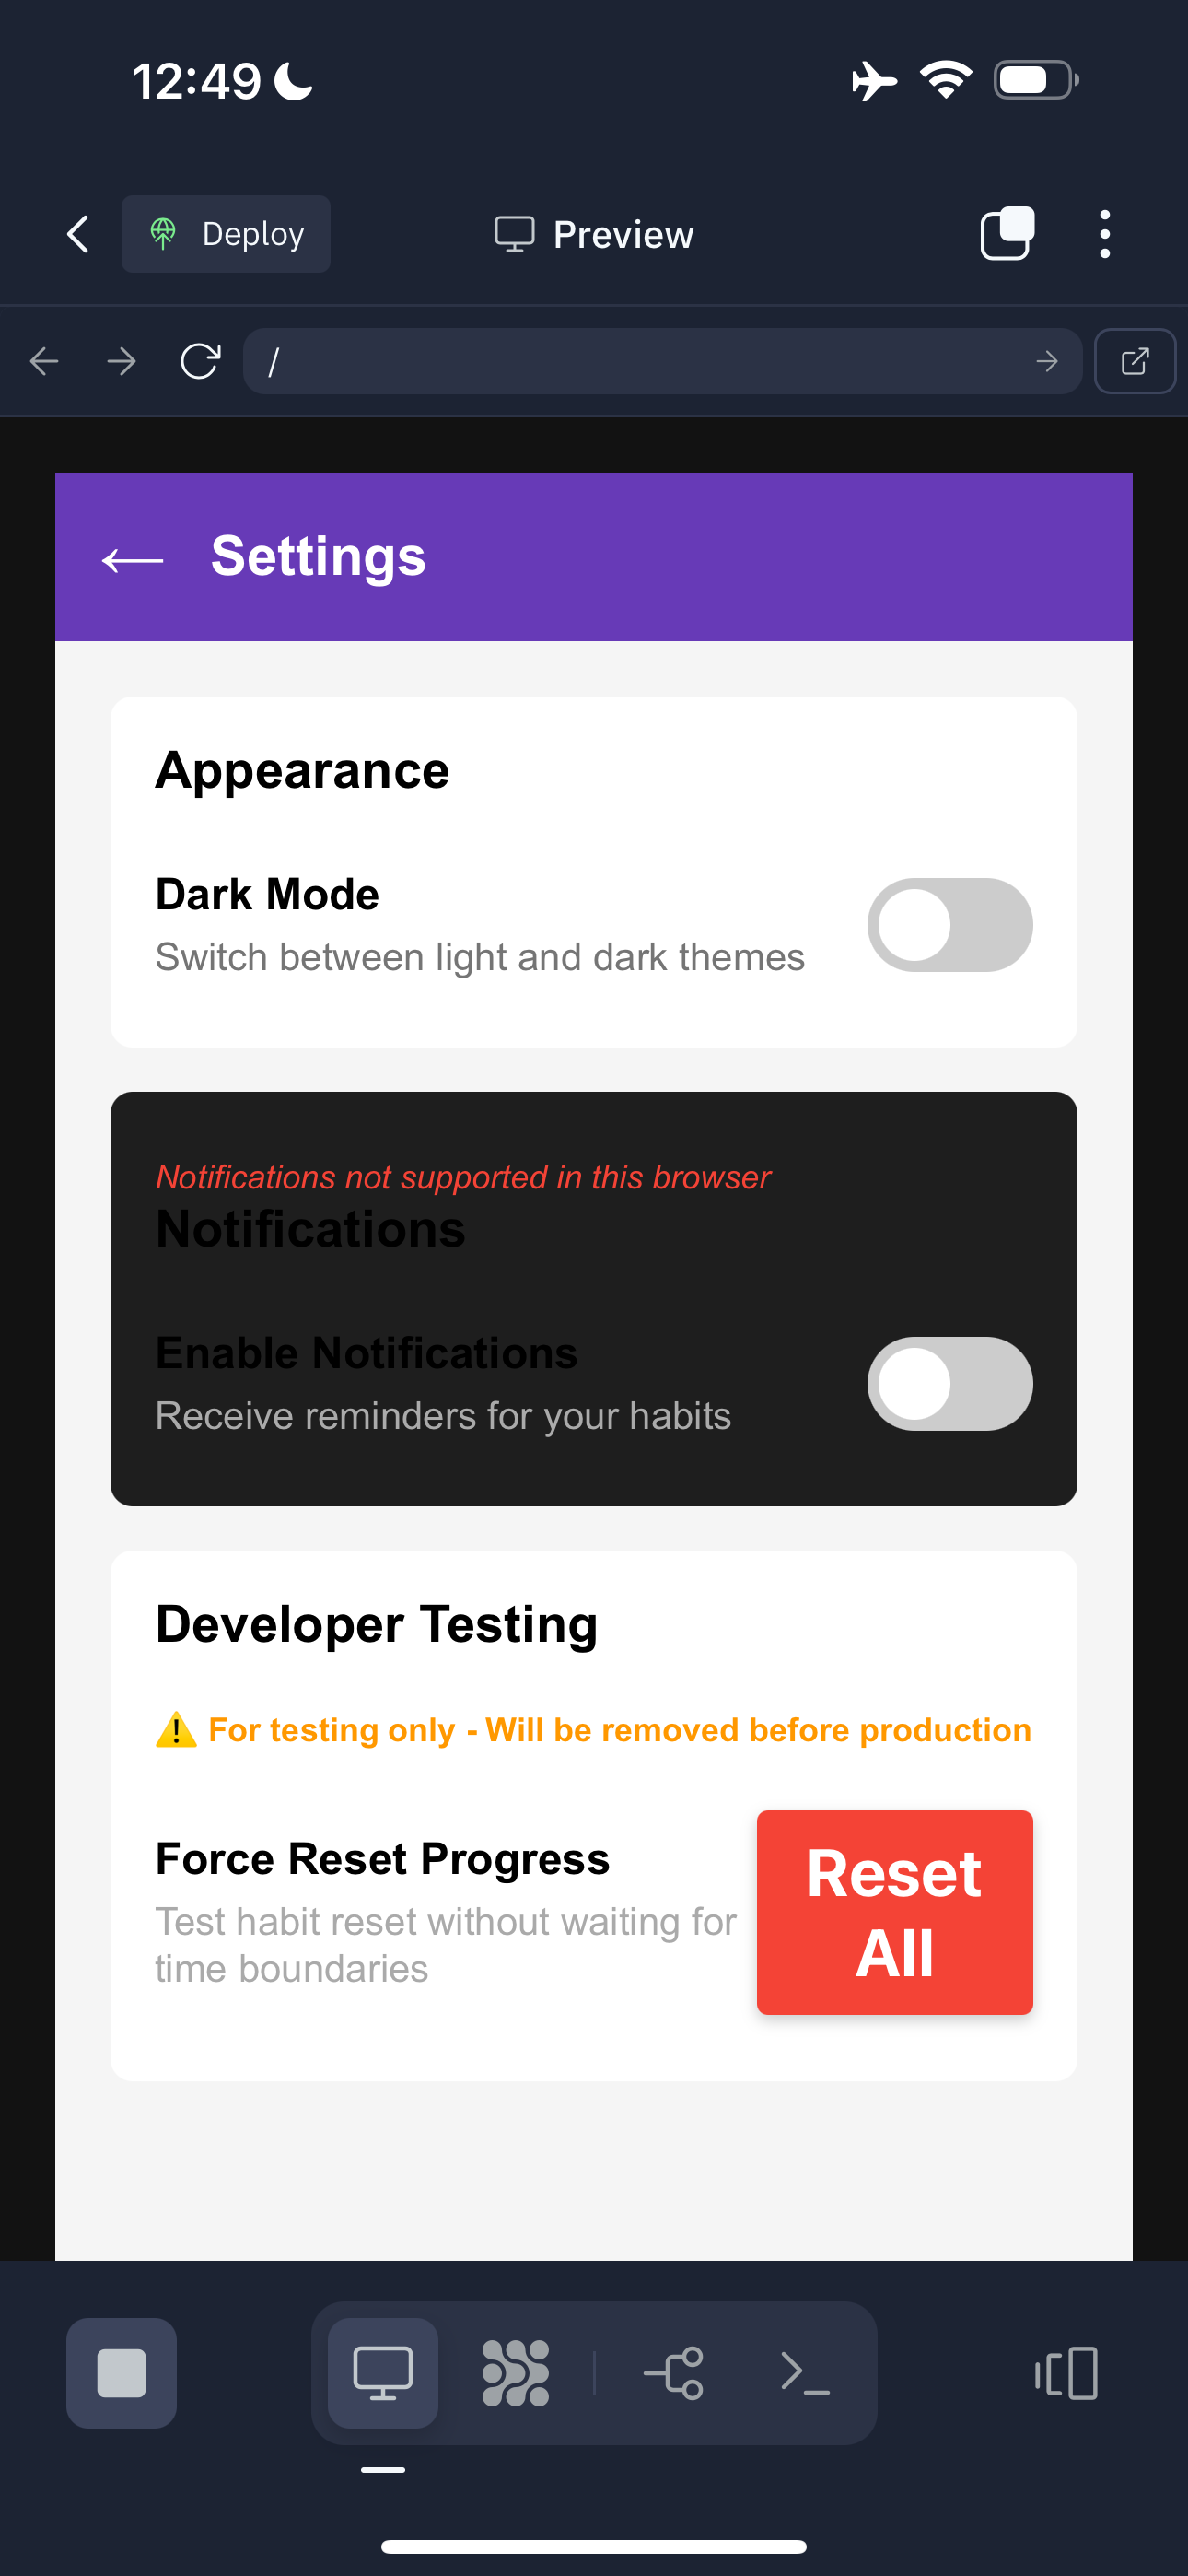 12:49
Deploy
Preview
/
Settings
Appearance
Dark Mode
Switch between light and dark themes
Notifications not supported in this browser
Notifications
Enable Notifications
Receive reminders for your habits
Developer Testing
⚠️ For testing only - Will be removed before production
Force Reset Progress
Test habit reset without waiting for
time boundaries
Reset
All